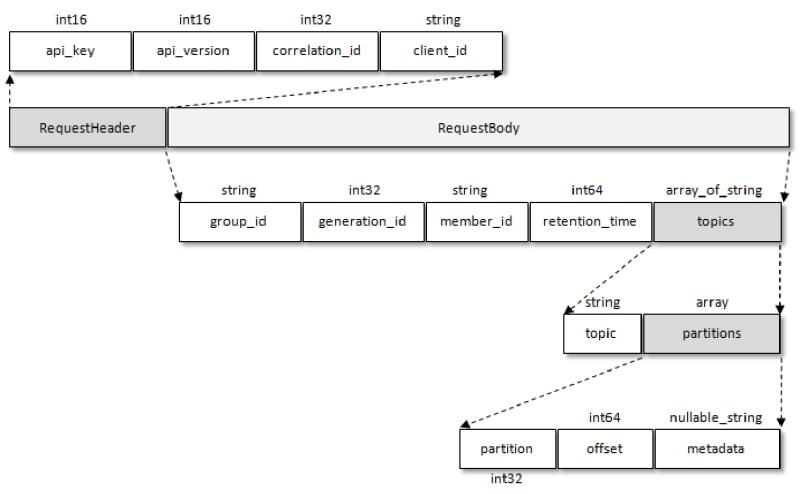 int16 int16 int32 string
api_key api_version correlation_id client_id
RequestHeader RequestBody
string int32 string int64 array_of_string
group_id generation_id member_id retention_time topics
string array
topic partitions
int64 nullable_string
partition offset metadata
int32